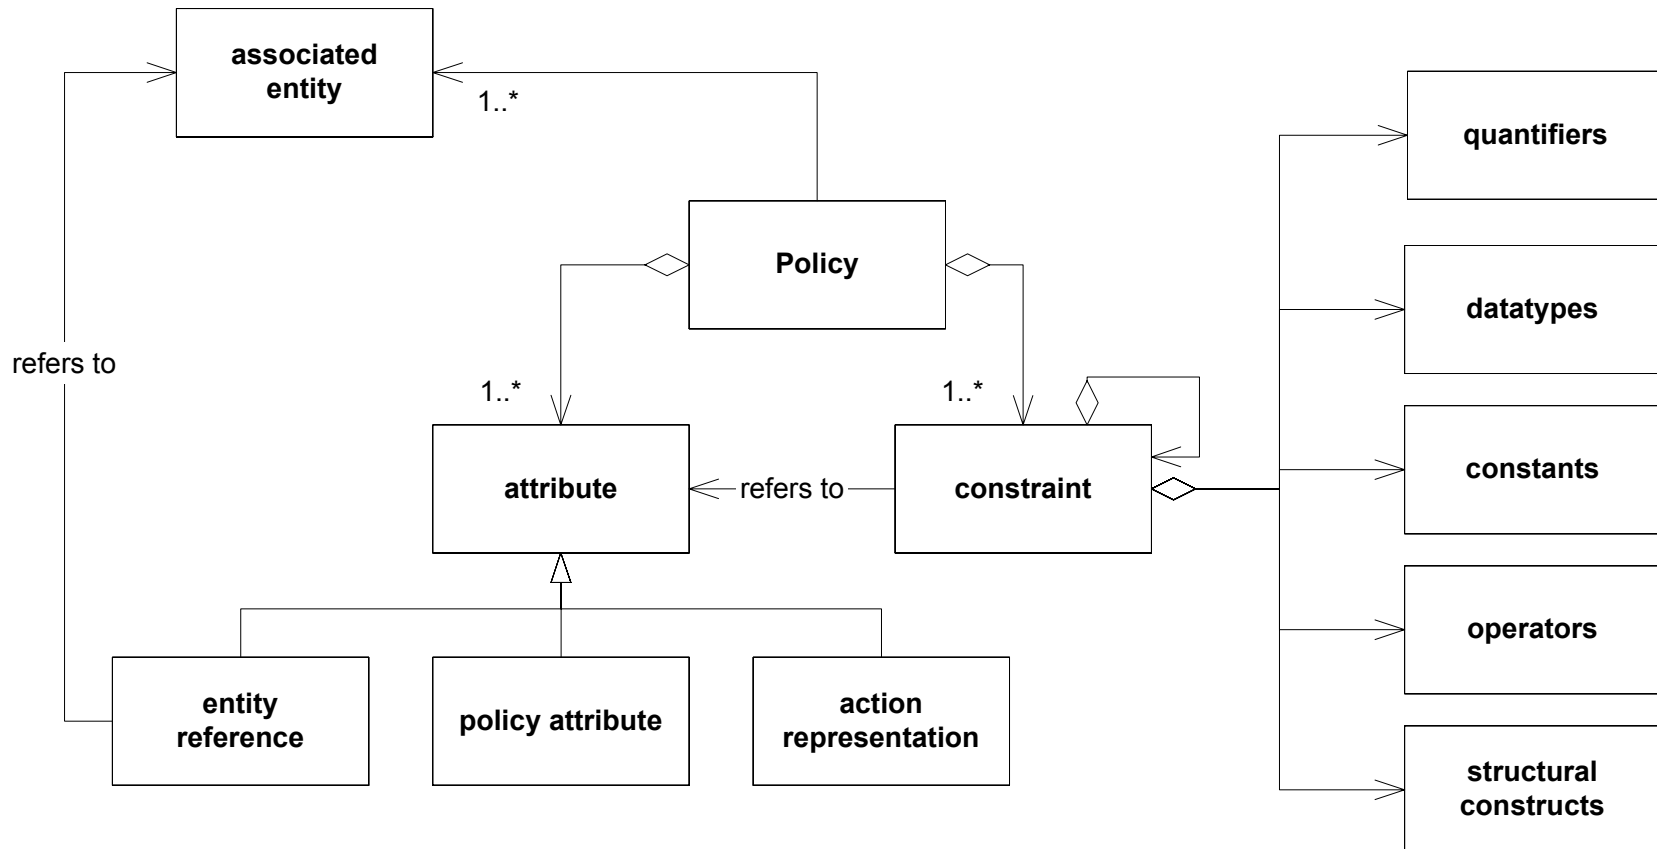 associated
entity
1..*
quantifiers
Policy
datatypes
refers to
1..*
1..*
attribute
refers to
constraint
constants
operators
entity
reference
policy attribute
action
representation
structural
constructs